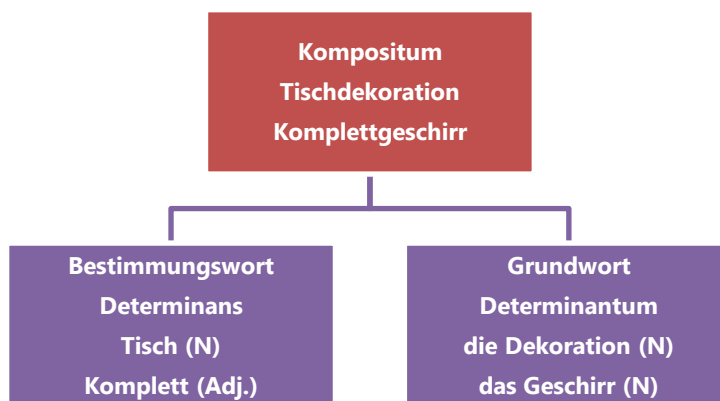 Kompositum
Tischdekoration
Komplettgeschirr
Bestimmungswort
Determinans
Tisch (N)
Komplett (Adj.)
Grundwort
Determinantum
die Dekoration (N)
das Geschirr (N)